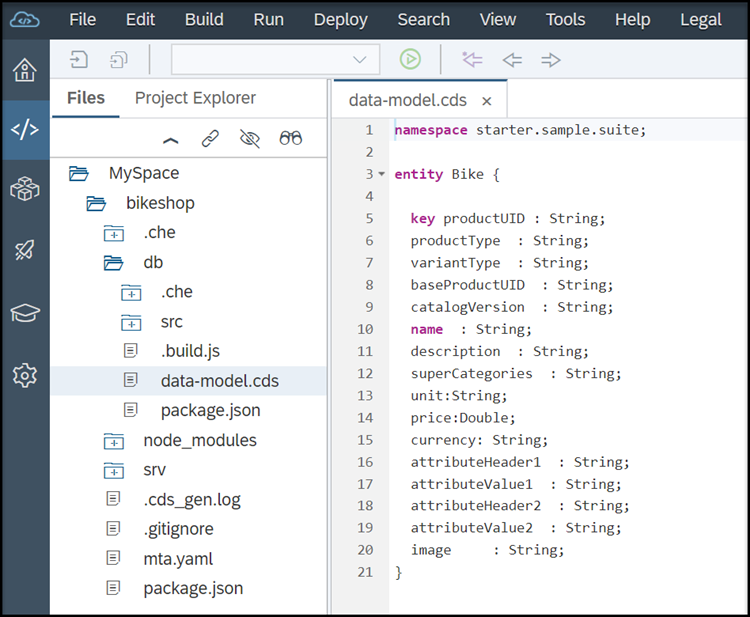 File Edit Build Run Deploy Search View Tools Help Legal
Files Project Explorer
MySpace
bikeshop
.che
db
.che
src
.build.js
data-model.cds
package.json
node_modules
srv
.cds_gen.log
.gitignore
mta.yaml
package.json
data-model.cds ×
1 namespace starter.sample.suite;
2
3 entity Bike {
4
5 key productUID : String;
6 productType : String;
7 variantType : String;
8 baseProductUID : String;
9 catalogVersion : String;
10 name : String;
11 description : String;
12 superCategories : String;
13 unit:String;
14 price:Double;
15 currency: String;
16 attributeHeader1 : String;
17 attributeValue1 : String;
18 attributeHeader2 : String;
19 attributeValue2 : String;
20 image : String;
21 }